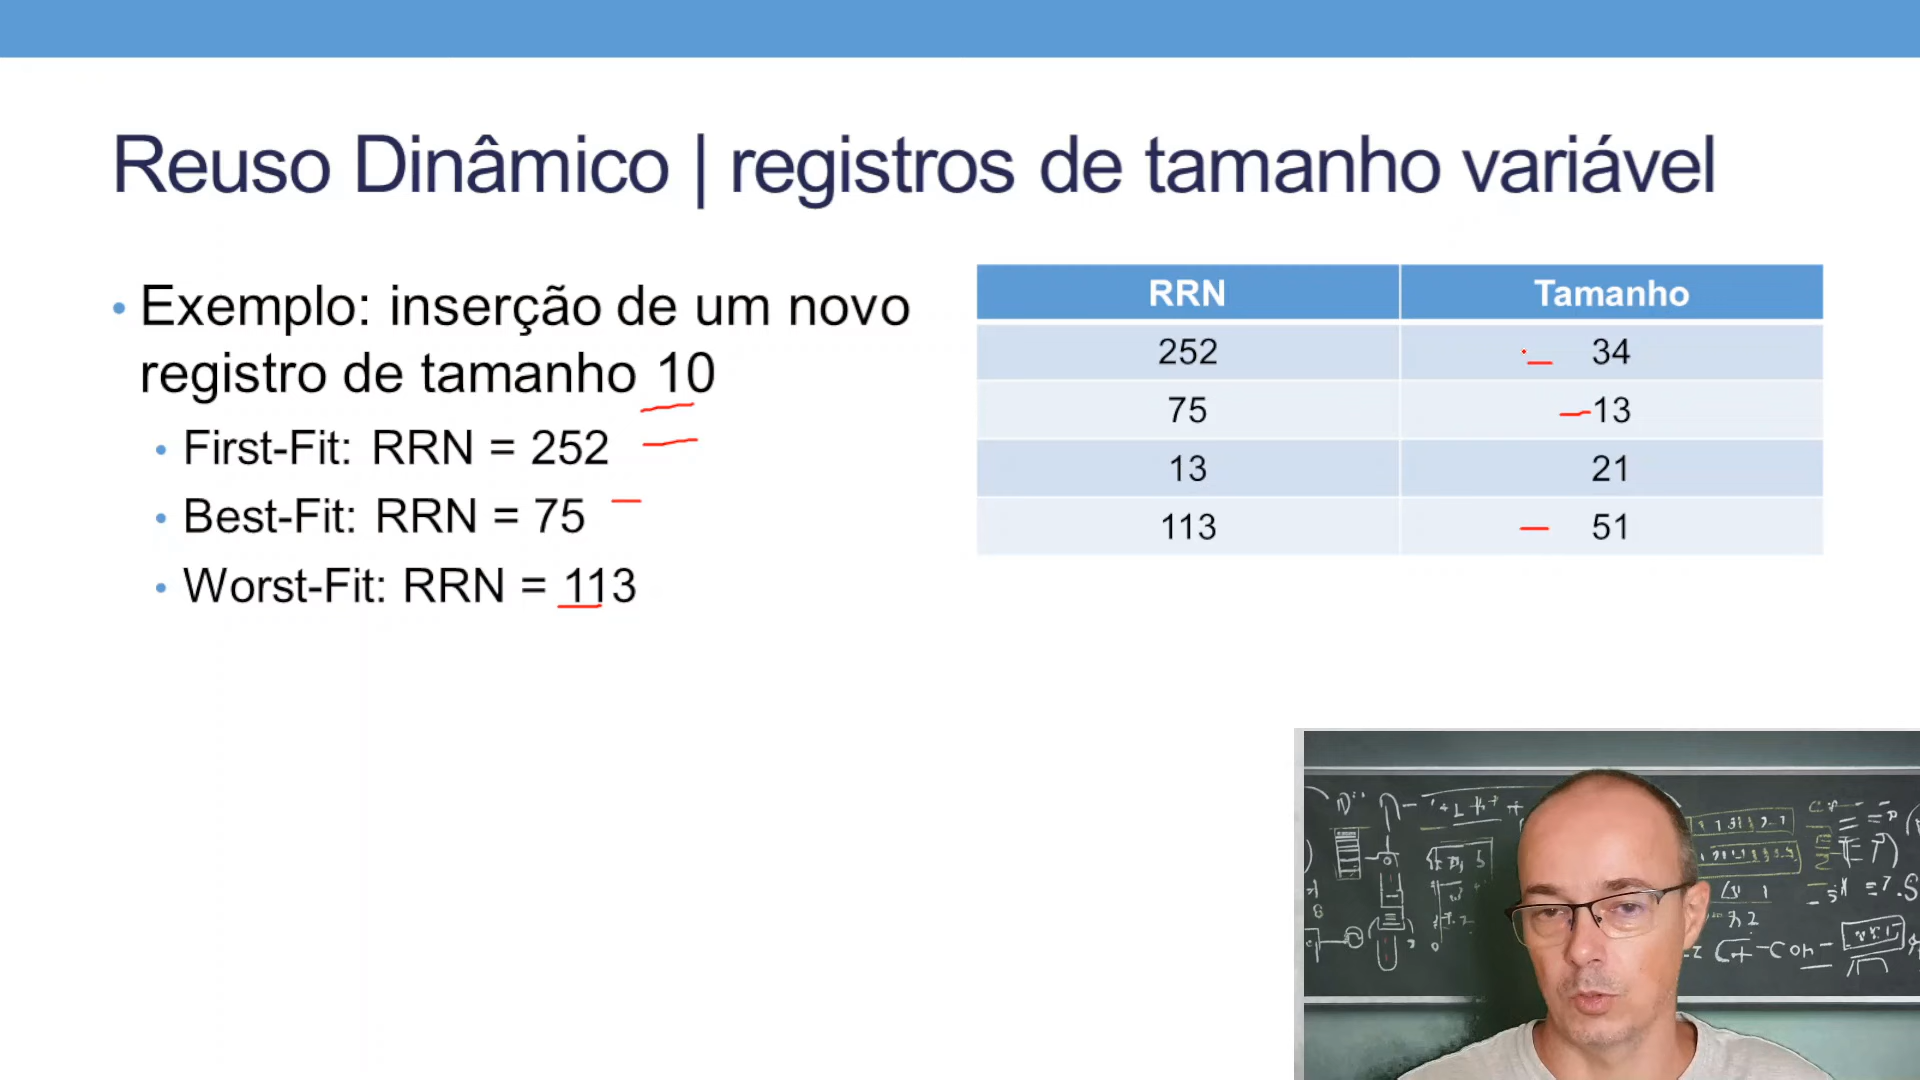 Reuso Dinâmico | registros de tamanho variável
• Exemplo: inserção de um novo
registro de tamanho 10
• First-Fit: RRN = 252
• Best-Fit: RRN = 75
• Worst-Fit: RRN = 113
RRN Tamanho
252 34
75 13
13 21
113 51